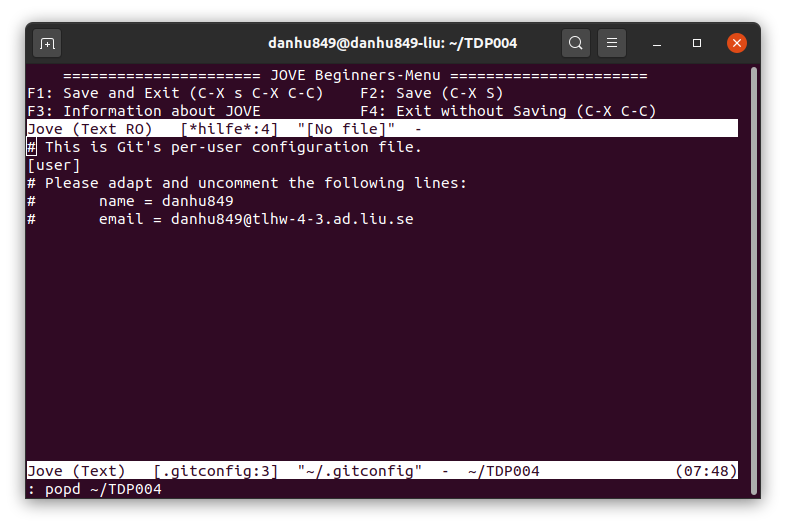 danhu849@danhu849-liu: ~/TDP004
====================== JOVE Beginners-Menu ======================
F1: Save and Exit (C-X s C-X C-C)    F2: Save (C-X S)
F3: Information about JOVE           F4: Exit without Saving (C-X C-C)
Jove (Text RO)   [*hilfe*:4]  "[No file]"  -
# This is Git's per-user configuration file.
[user]
# Please adapt and uncomment the following lines:
#       name = danhu849
#       email = danhu849@tlhw-4-3.ad.liu.se
Jove (Text)   [.gitconfig:3]  "~/.gitconfig"  -  ~/TDP004               (07:48)
: popd ~/TDP004